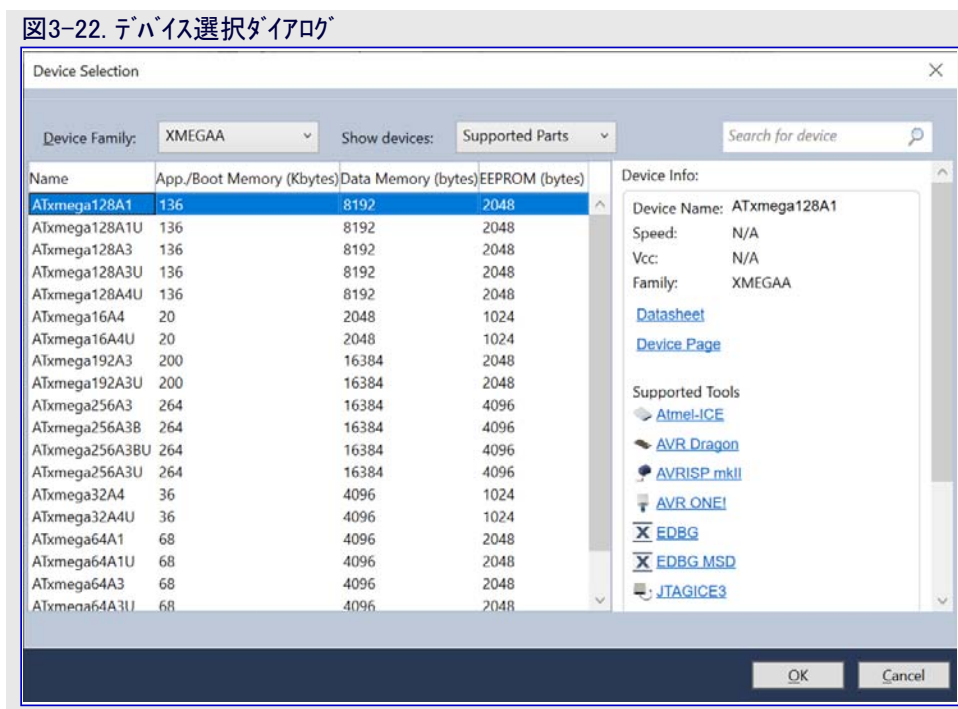 図3-22. デバイス選択ダイアログ
Device Selection
Device Family: XMEGAA Show devices: Supported Parts Search for device
Name App./Boot Memory (Kbytes) Data Memory (bytes) EEPROM (bytes)
ATxmega128A1 136 8192 2048
ATxmega128A1U 136 8192 2048
ATxmega128A3 136 8192 2048
ATxmega128A3U 136 8192 2048
ATxmega128A4U 136 8192 2048
ATxmega16A4 20 2048 1024
ATxmega16A4U 20 2048 1024
ATxmega192A3 200 16384 2048
ATxmega192A3U 200 16384 2048
ATxmega256A3 264 16384 4096
ATxmega256A3B 264 16384 4096
ATxmega256A3BU 264 16384 4096
ATxmega256A3U 264 16384 4096
ATxmega32A4 36 4096 1024
ATxmega32A4U 36 4096 1024
ATxmega64A1 68 4096 2048
ATxmega64A1U 68 4096 2048
ATxmega64A3 68 4096 2048
ATxmega64A3U 68 4096 2048
Device Info:
Device Name: ATxmega128A1
Speed: N/A
Vcc: N/A
Family: XMEGAA
Datasheet
Device Page
Supported Tools
Atmel-ICE
AVR Dragon
AVRISP mkII
AVR ONE!
EDBG
EDBG MSD
JTAGICE3
OK Cancel